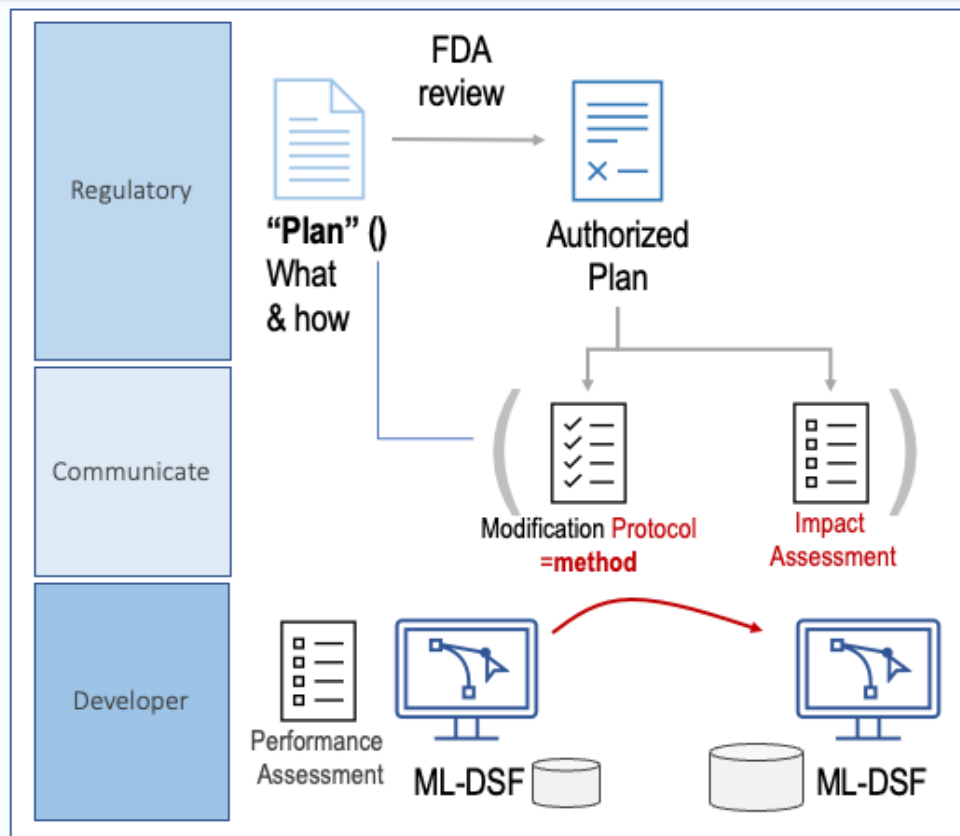 FDA
review
Regulatory
“Plan” ()
What
& how
Authorized
Plan
Communicate
Modification Protocol
=method
Impact
Assessment
Developer
Performance
Assessment
ML-DSF
ML-DSF